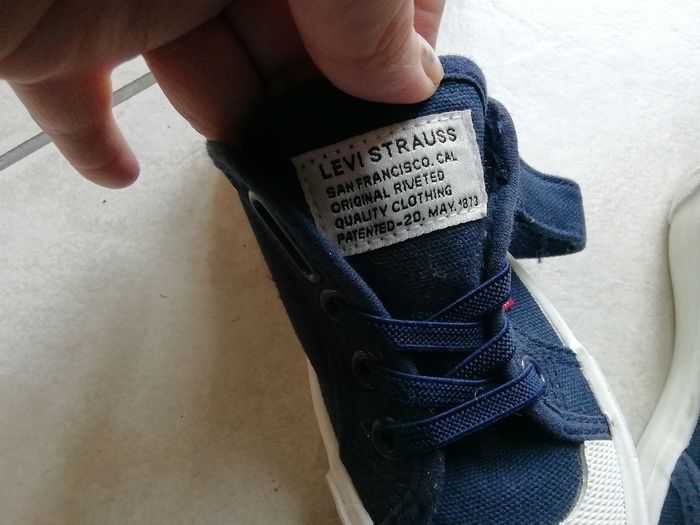 LEVI STRAUSS
SAN FRANCISCO. CAL
ORIGINAL RIVETED
QUALITY CLOTHING
PATENTED-20. MAY. 1873